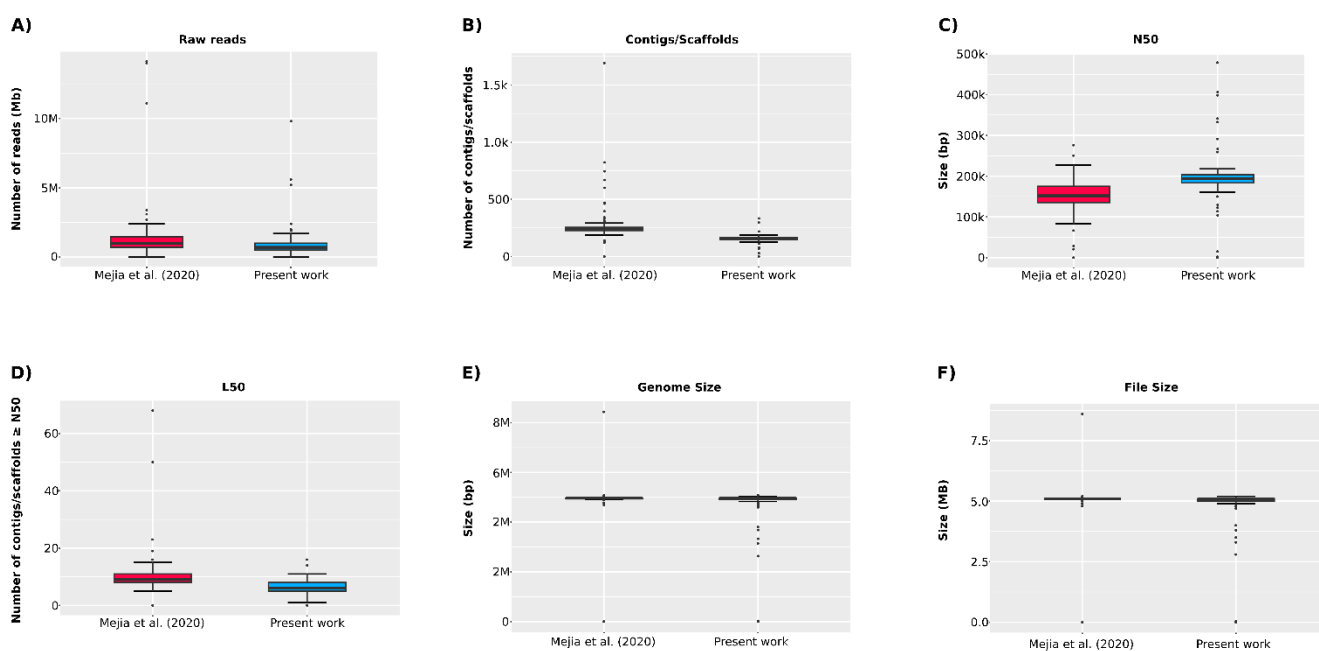 A)
Raw reads
Number of reads (Mb)
10M
5M
0
Mejia et al. (2020)
Present work
B)
Contigs/Scaffolds
Number of contigs/scaffolds
1.5k
1.0k
500
0
Mejia et al. (2020)
Present work
C)
N50
Size (bp)
500k
400k
300k
200k
100k
0
Mejia et al. (2020)
Present work
D)
L50
Number of contigs/scaffolds ≥ N50
60
40
20
0
Mejia et al. (2020)
Present work
E)
Genome Size
Size (bp)
8M
6M
2M
2M
0
Mejia et al. (2020)
Present work
F)
File Size
Size (MB)
7.5
5.0
2.5
0.0
Mejia et al. (2020)
Present work